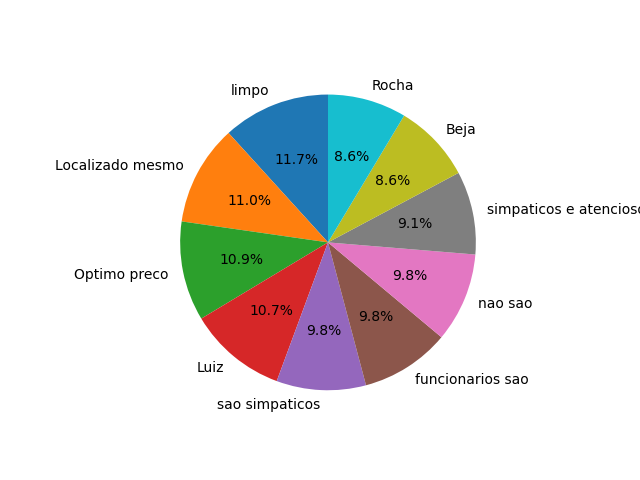 Rocha
limpo
Beja
11.7%
8.6%
Localizado mesmo
8.6%
11.0%
simpaticos e atencioso
9.1%
10.9%
Optimo preco
9.8%
nao sao
10.7%
9.8%
9.8%
Luiz
funcionarios sao
sao simpaticos